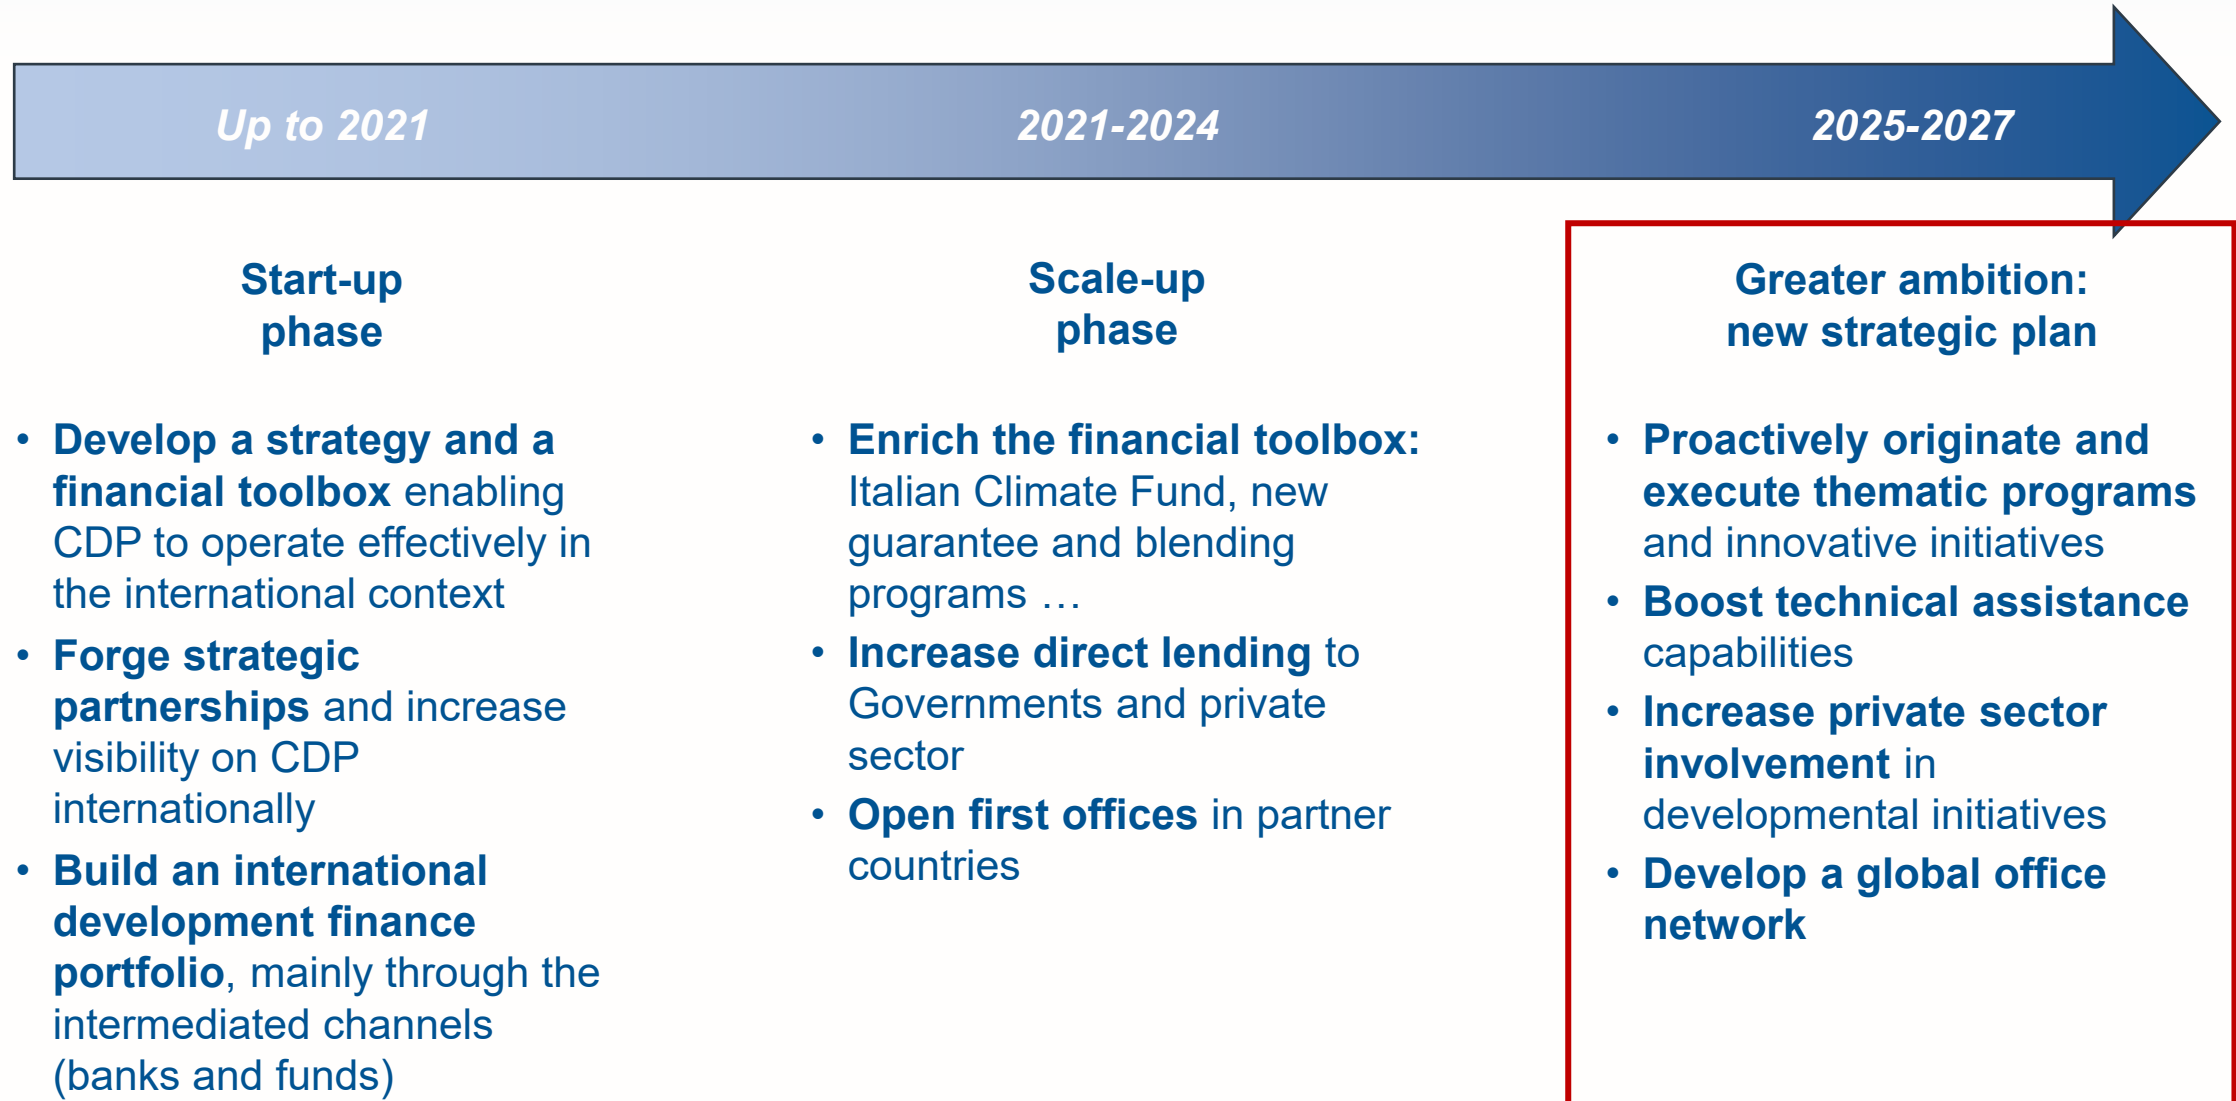 Up to 2021
2021-2024
2025-2027
Start-up
phase
• Develop a strategy and a
financial toolbox enabling
CDP to operate effectively in
the international context
• Forge strategic
partnerships and increase
visibility on CDP
internationally
• Build an international
development finance
portfolio, mainly through the
intermediated channels
(banks and funds)
Scale-up
phase
• Enrich the financial toolbox:
Italian Climate Fund, new
guarantee and blending
programs …
• Increase direct lending to
Governments and private
sector
• Open first offices in partner
countries
Greater ambition:
new strategic plan
• Proactively originate and
execute thematic programs
and innovative initiatives
• Boost technical assistance
capabilities
• Increase private sector
involvement in
developmental initiatives
• Develop a global office
network